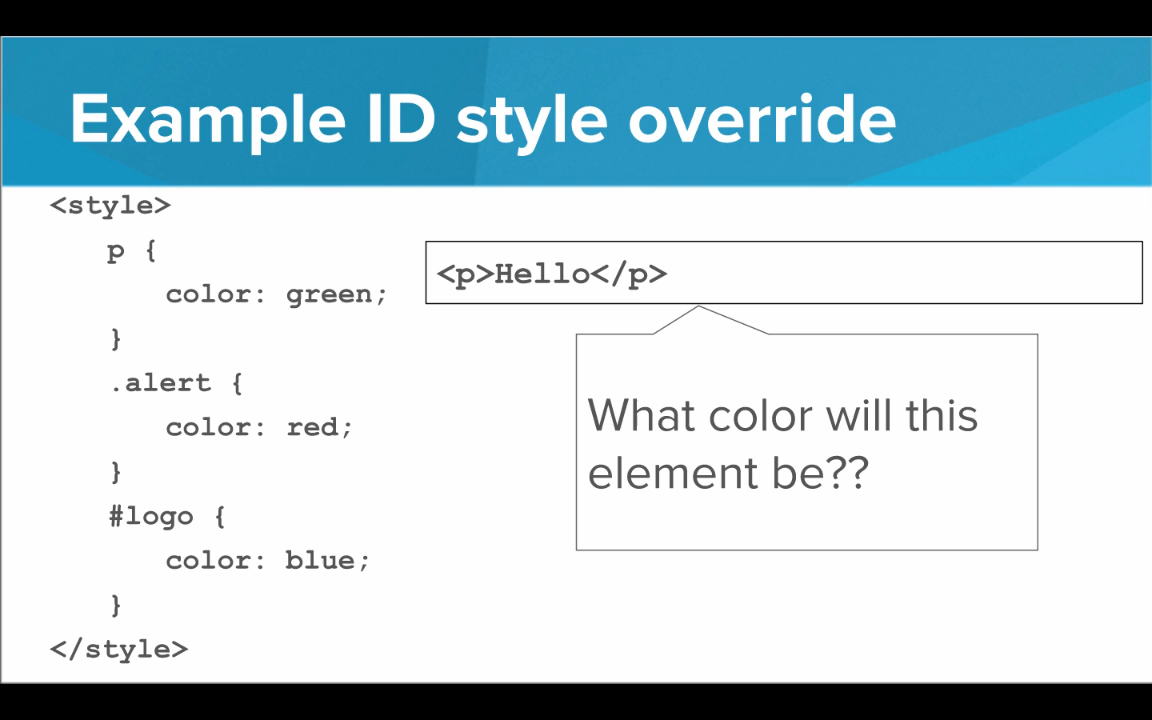 Example ID style override
<style>
p {
color: green;
}
.alert {
color: red;
}
#logo {
color: blue;
}
</style>
<p>Hello</p>
What color will this
element be??